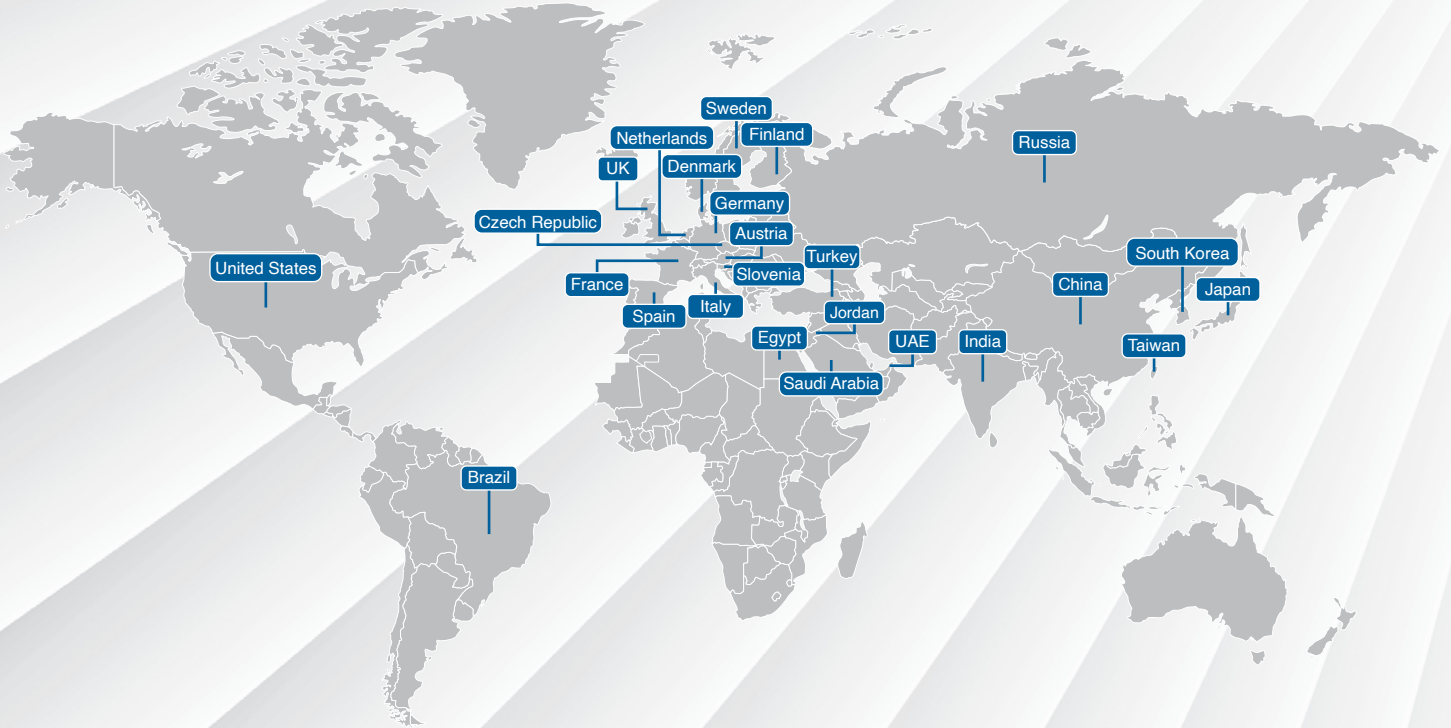 Sweden
Netherlands
Finland
Russia
UK
Denmark
Germany
Czech Republic
Austria
Turkey
South Korea
United States
Slovenia
France
China
Japan
Spain
Italy
Jordan
Egypt
UAE
India
Taiwan
Saudi Arabia
Brazil